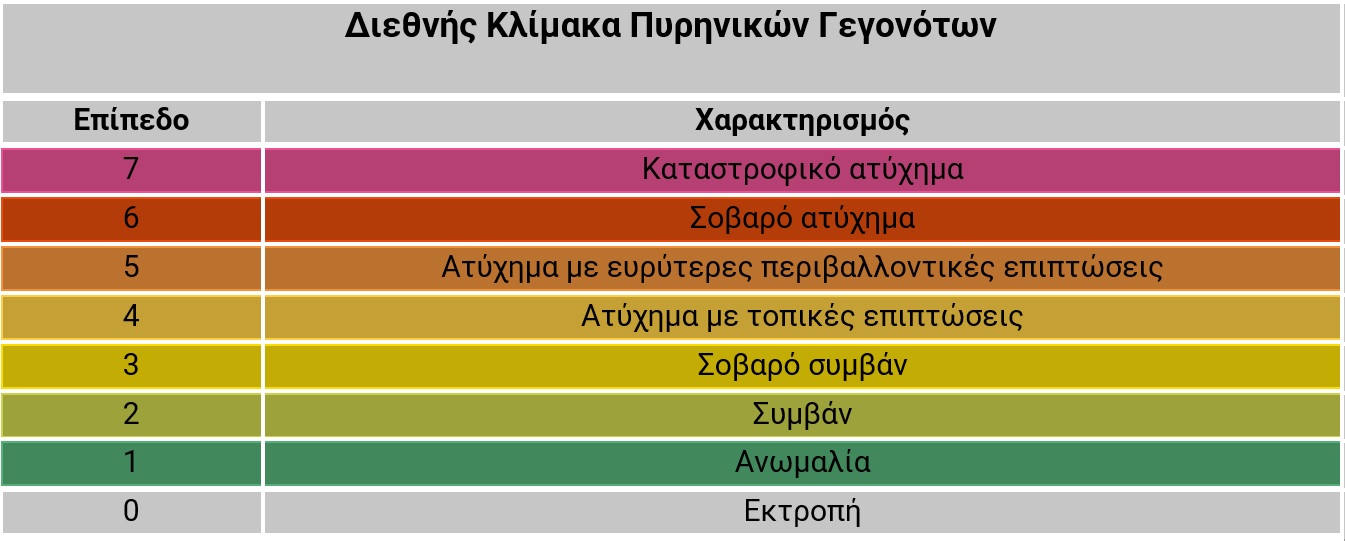 Διεθνής Κλίμακα Πυρηνικών Γεγονότων
Επίπεδο Χαρακτηρισμός
7 Καταστροφικό ατύχημα
6 Σοβαρό ατύχημα
5 Ατύχημα με ευρύτερες περιβαλλοντικές επιπτώσεις
4 Ατύχημα με τοπικές επιπτώσεις
3 Σοβαρό συμβάν
2 Συμβάν
1 Ανωμαλία
0 Εκτροπή